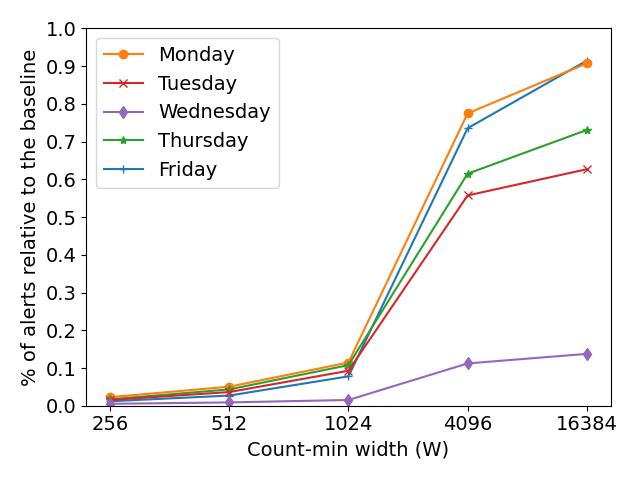 1.0
0.9
0.8
0.7
0.6
0.5
0.4
0.3
0.2
0.1
0.0
% of alerts relative to the baseline
Monday
Tuesday
Wednesday
Thursday
Friday
256 512 1024 4096 16384
Count-min width (W)